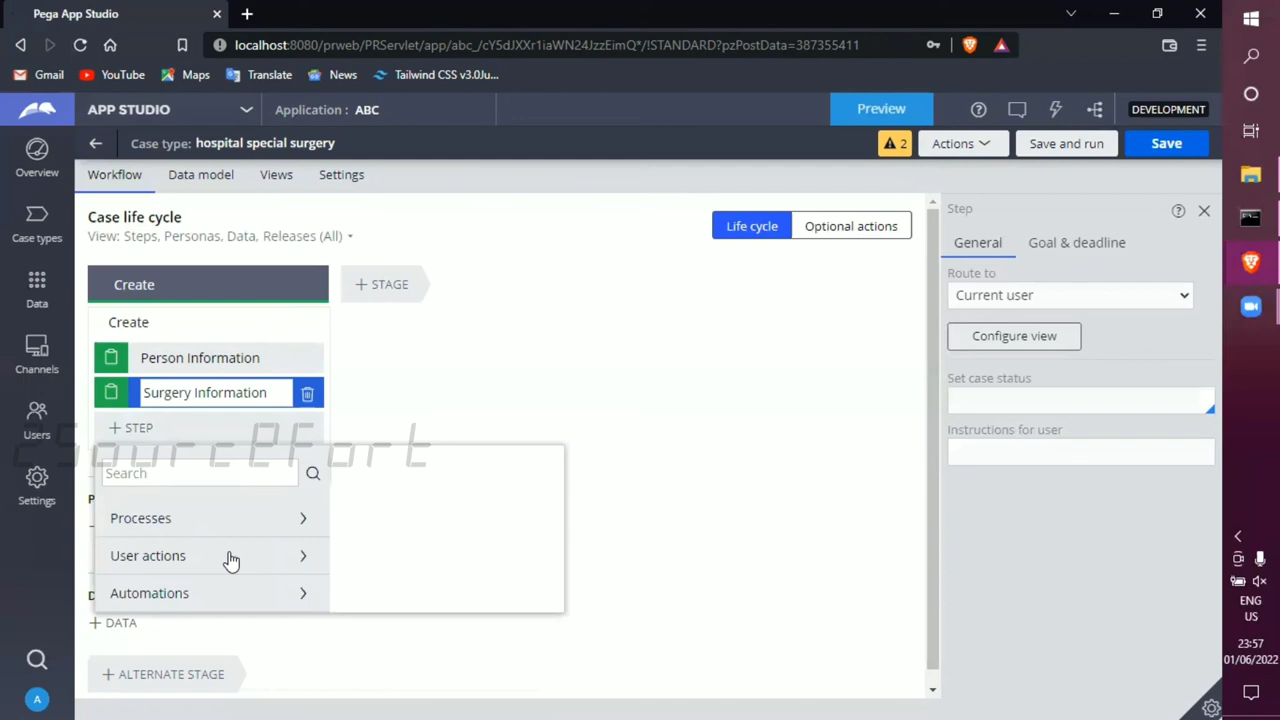 Pega App Studio
localhost:8080/prweb/PRServlet/app/abc_/cY5dJXXr1iaWN24JzzEimQ*/!STANDARD?pzPostData=387355411
Gmail YouTube Maps Translate News Tailwind CSS v3.0Ju...
APP STUDIO Application : ABC Preview DEVELOPMENT
Case type: hospital special surgery 2 Actions Save and run Save
Overview
Case types
Data
Channels
Users
Settings
A
Workflow Data model Views Settings
Case life cycle
View: Steps, Personas, Data, Releases (All)
Life cycle Optional actions
Create + STAGE
Create
Person Information
Surgery Information
+ STEP
2Source@Fort
Search
Processes
User actions
Automations
P
D
+ DATA
+ ALTERNATE STAGE
Step
General Goal & deadline
Route to
Current user
Configure view
Set case status
Instructions for user
ENG
US
23:57
01/06/2022